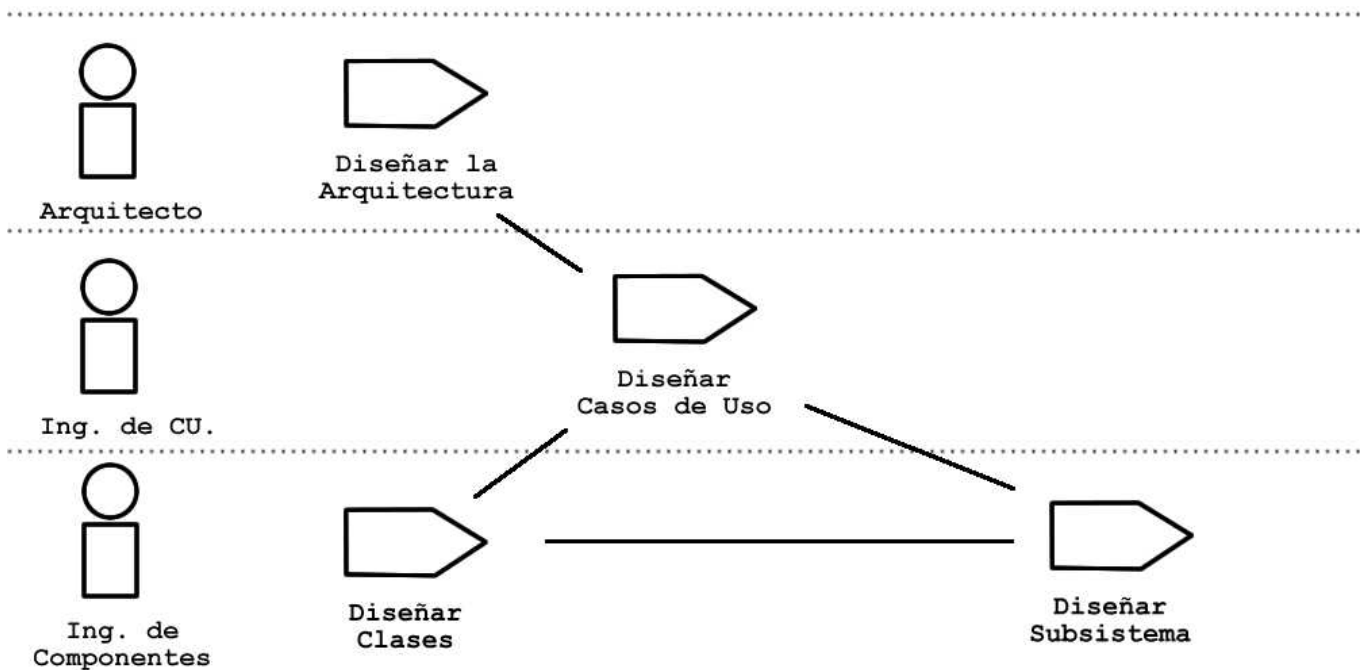 Diseñar la
Arquitectura
Arquitecto
Diseñar
Casos de Uso
Ing. de CU.
Diseñar
Clases
Diseñar
Subsistema
Ing. de
Componentes